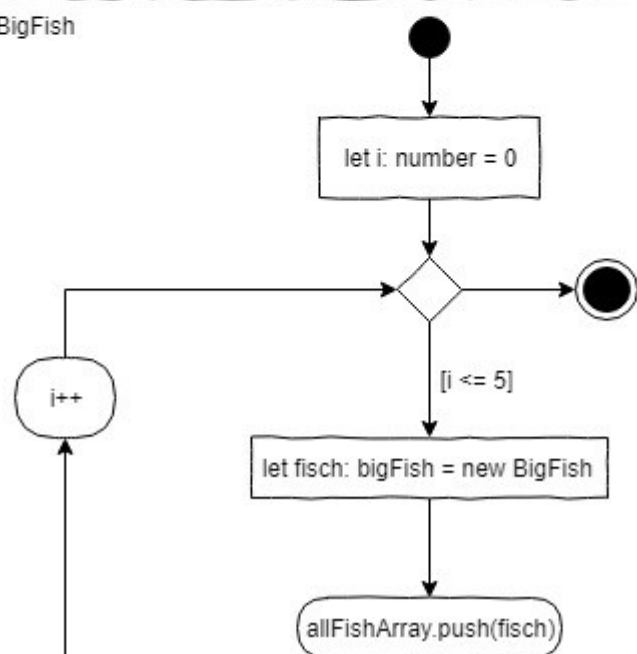 BigFish
let i: number = 0
[i <= 5]
i++
let fisch: bigFish = new BigFish
allFishArray.push(fisch)